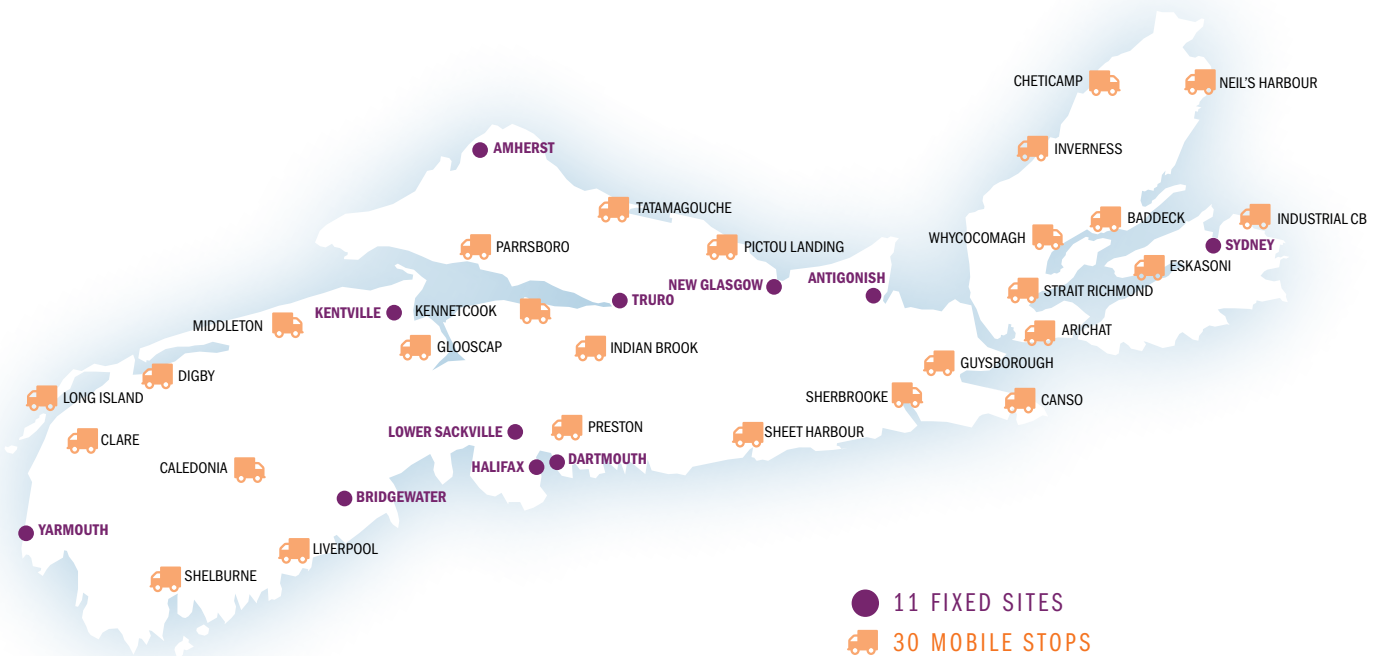 CHETICAMP
NEIL'S HARBOUR
AMHERST
INVERNESS
TATAMAGOUCHE
BADDECK
INDUSTRIAL CB
WHYCOCOMAGH
PARRSBORO
PICTOU LANDING
SYDNEY
ESKASONI
ANTIGONISH
NEW GLASGOW
STRAIT RICHMOND
TRURO
KENNETCOOK
KENTVILLE
MIDDLETON
ARICHAT
GLOOSCAP
INDIAN BROOK
GUYSBOROUGH
DIGBY
LONG ISLAND
SHERBROOKE
CANSO
PRESTON
LOWER SACKVILLE
SHEET HARBOUR
CLARE
DARTMOUTH
HALIFAX
CALEDONIA
BRIDGEWATER
YARMOUTH
LIVERPOOL
SHELBURNE
11 FIXED SITES
30 MOBILE STOPS